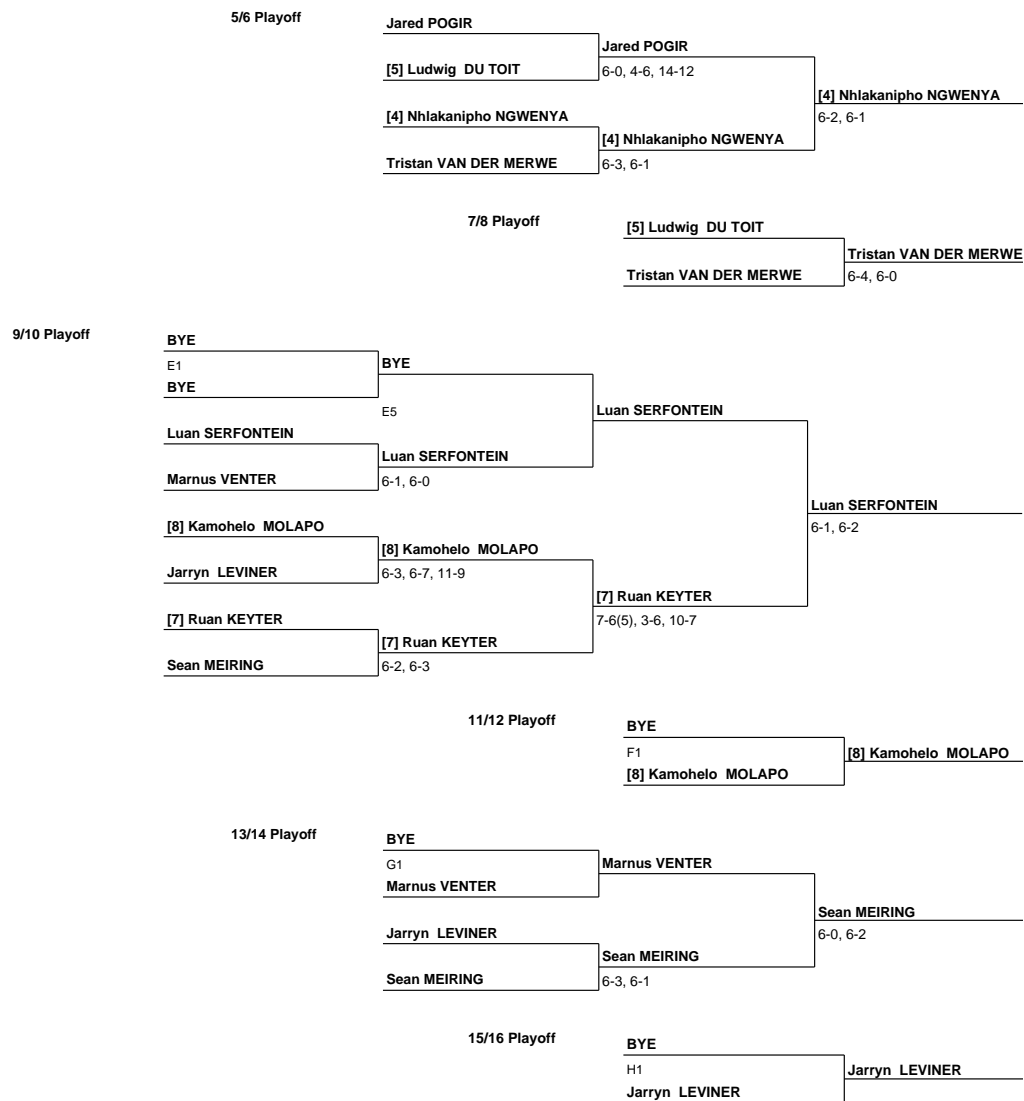 5/6 Playoff
Jared POGIR
Jared POGIR
[5] Ludwig DU TOIT
6-0, 4-6, 14-12
[4] Nhlakanipho NGWENYA
6-2, 6-1
[4] Nhlakanipho NGWENYA
[4] Nhlakanipho NGWENYA
Tristan VAN DER MERWE
6-3, 6-1
7/8 Playoff
[5] Ludwig DU TOIT
Tristan VAN DER MERWE
Tristan VAN DER MERWE
6-4, 6-0
9/10 Playoff
BYE
E1
BYE
BYE
E5
Luan SERFONTEIN
Luan SERFONTEIN
Luan SERFONTEIN
Marnus VENTER
6-1, 6-0
Luan SERFONTEIN
6-1, 6-2
[8] Kamohelo MOLAPO
[8] Kamohelo MOLAPO
Jarryn LEVINER
6-3, 6-7, 11-9
[7] Ruan KEYTER
7-6(5), 3-6, 10-7
[7] Ruan KEYTER
[7] Ruan KEYTER
Sean MEIRING
6-2, 6-3
11/12 Playoff
BYE
F1
[8] Kamohelo MOLAPO
[8] Kamohelo MOLAPO
13/14 Playoff
BYE
G1
Marnus VENTER
Marnus VENTER
Sean MEIRING
6-0, 6-2
Jarryn LEVINER
Sean MEIRING
Sean MEIRING
6-3, 6-1
15/16 Playoff
BYE
H1
Jarryn LEVINER
Jarryn LEVINER